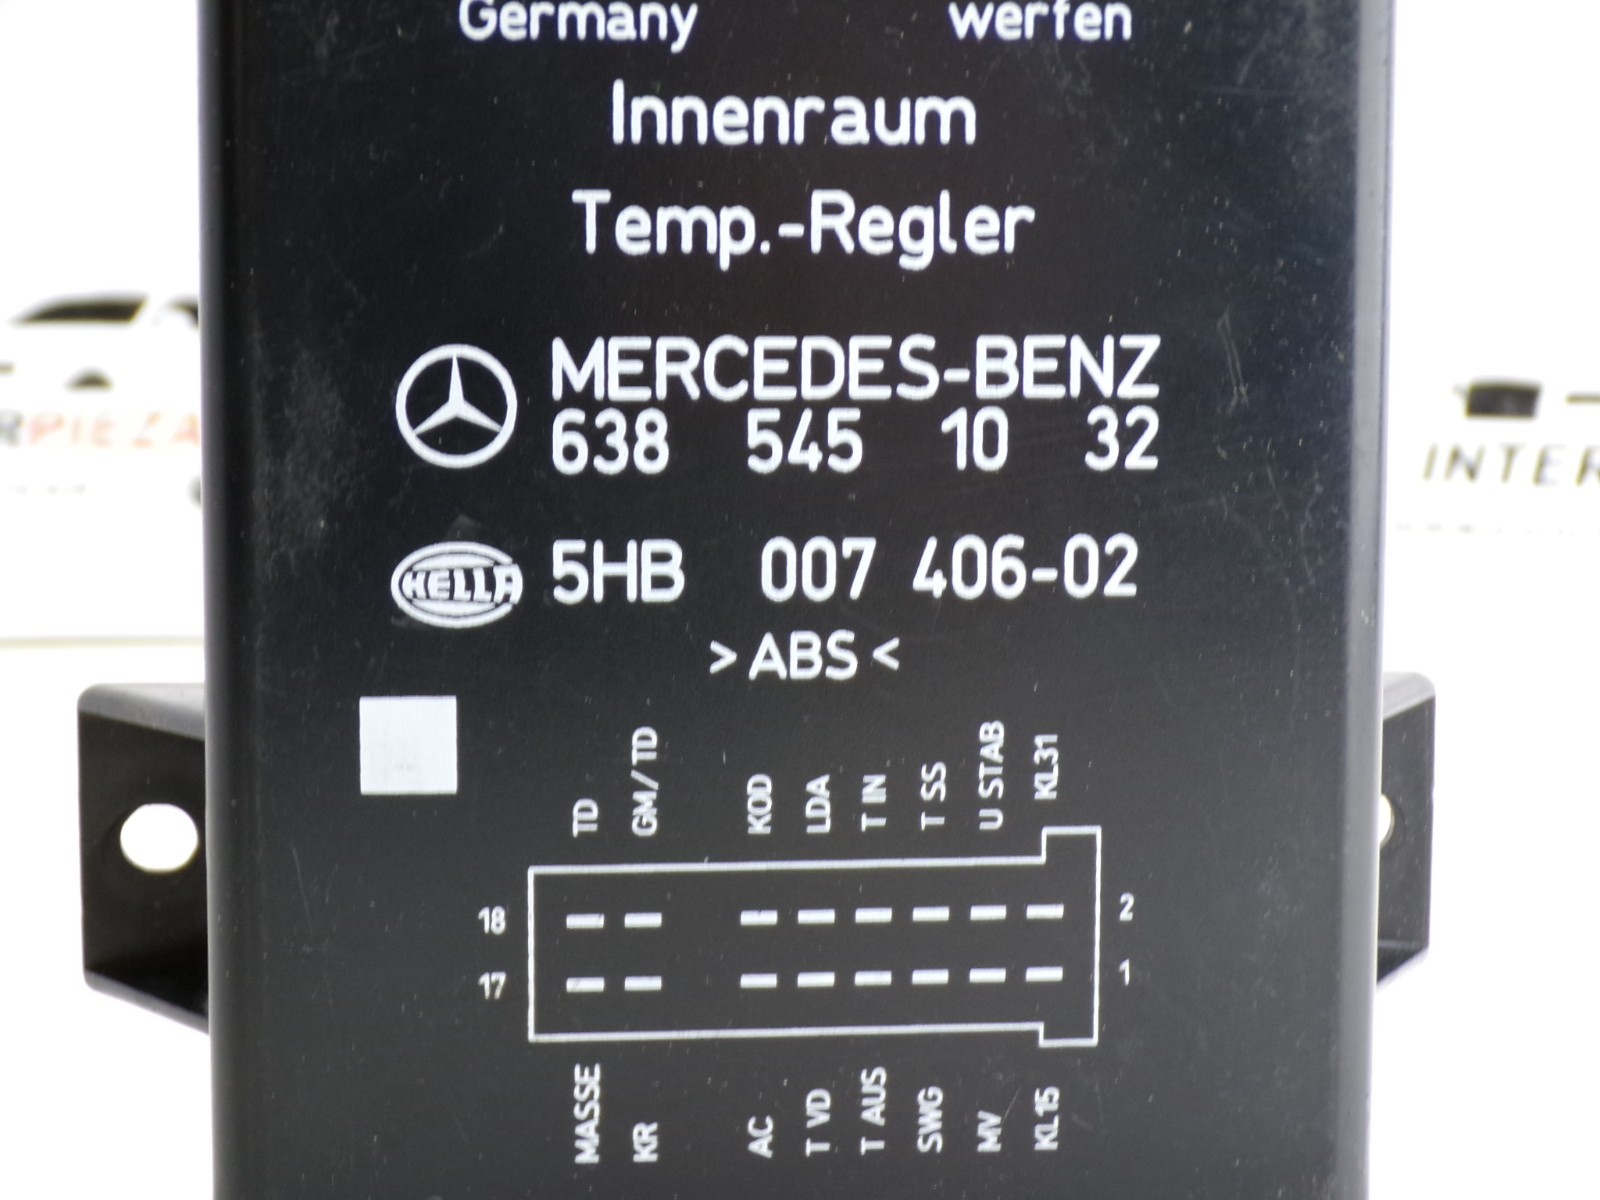 Germany werfen
Innenraum
Temp.-Regler
MERCEDES-BENZ
638 545 10 32
HELLA 5HB 007 406-02
>ABS<
TD GM/TD KOD LDA T IN T SS U STAB KL31
18 2
17 1
MASSE KR AC T VD T AUS SWG MV KL15
RPIEZA
INTER